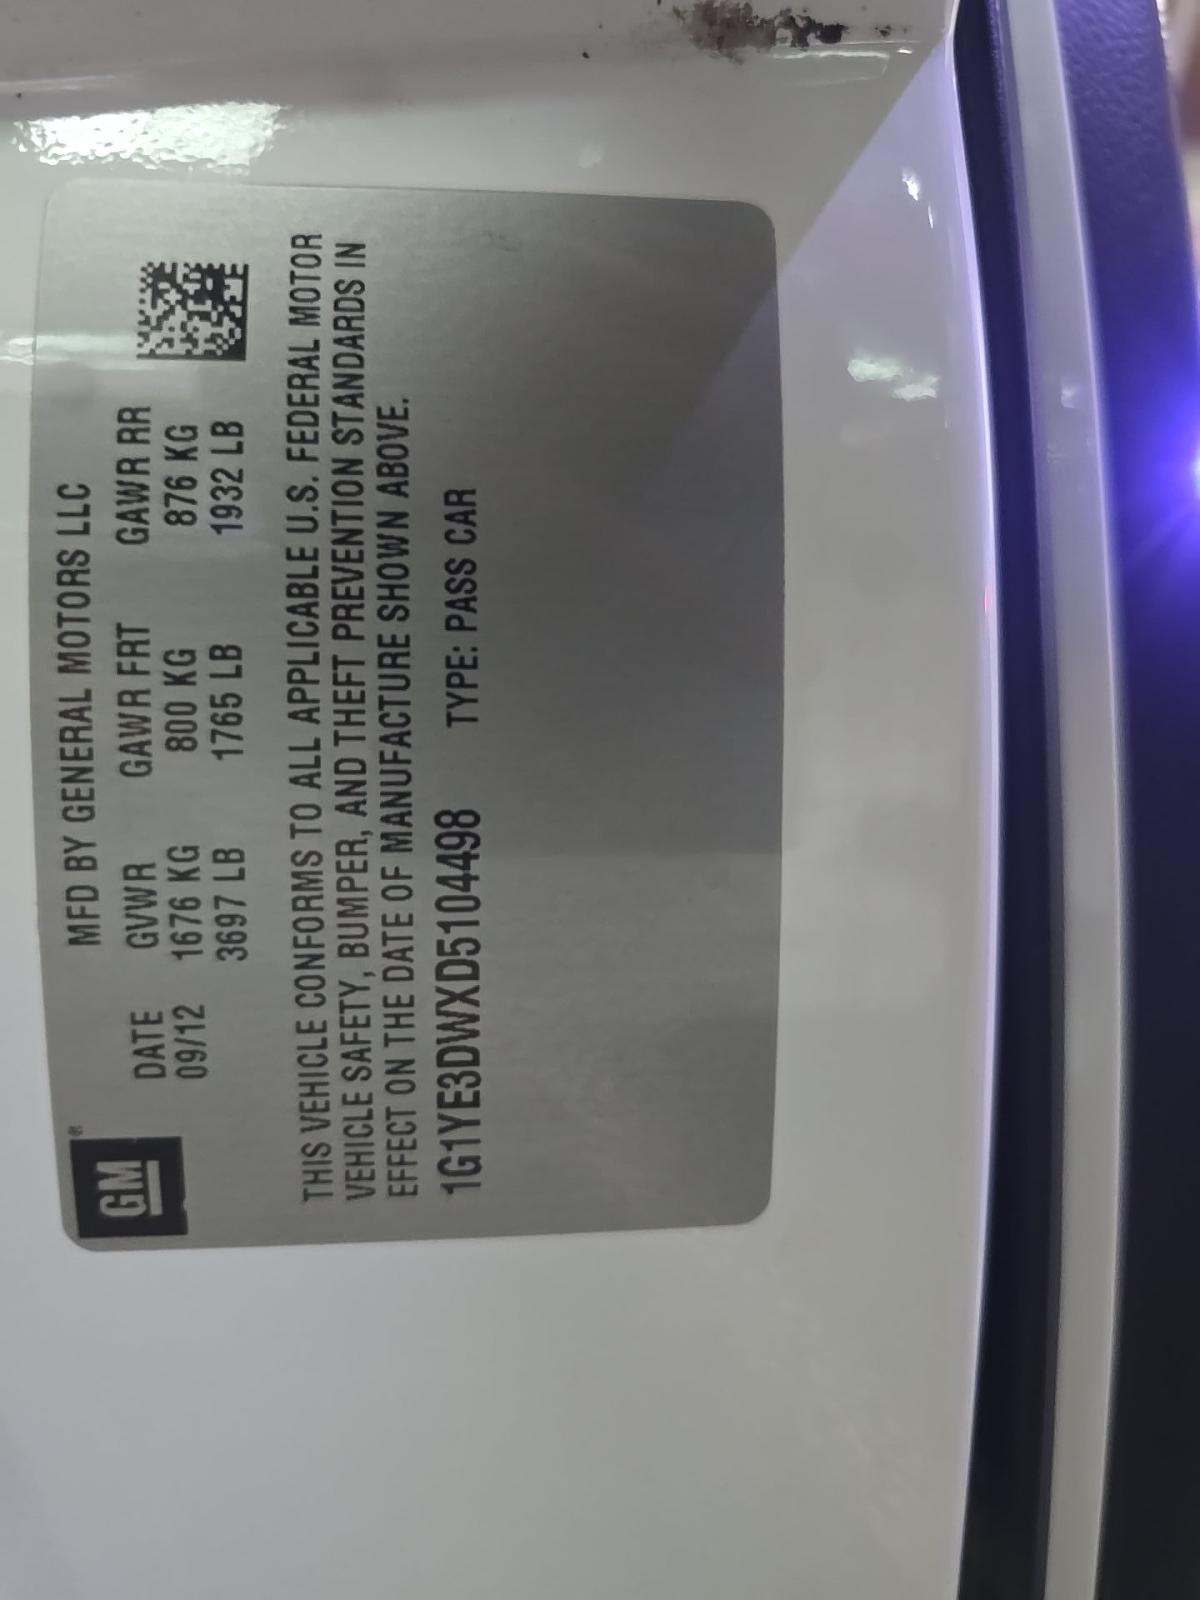 GM®
MFD BY GENERAL MOTORS LLC
DATE GVWR GAWR FRT GAWR RR
09/12 1676 KG 800 KG 876 KG
3697 LB 1765 LB 1932 LB
THIS VEHICLE CONFORMS TO ALL APPLICABLE U.S. FEDERAL MOTOR
VEHICLE SAFETY, BUMPER, AND THEFT PREVENTION STANDARDS IN
EFFECT ON THE DATE OF MANUFACTURE SHOWN ABOVE.
1G1YE3DWXD5104498 TYPE: PASS CAR